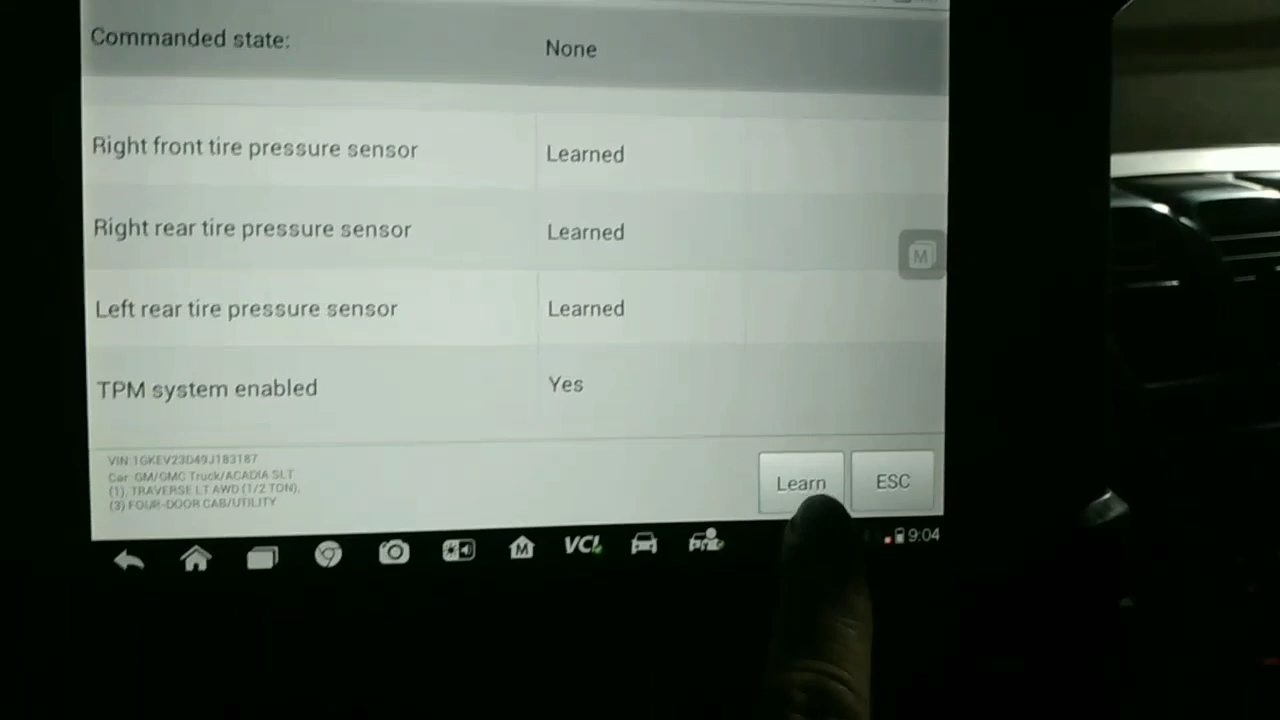 Commanded state: None
Right front tire pressure sensor Learned
Right rear tire pressure sensor Learned
M
Left rear tire pressure sensor Learned
TPM system enabled Yes
VIN:1GKEV23D49J183187
Car: GM/GMC Truck/ACADIA SLT
(1), TRAVERSE LT AWD (1/2 TON),
(3) FOUR-DOOR CAB/UTILITY
Learn ESC
M VCI 9:04